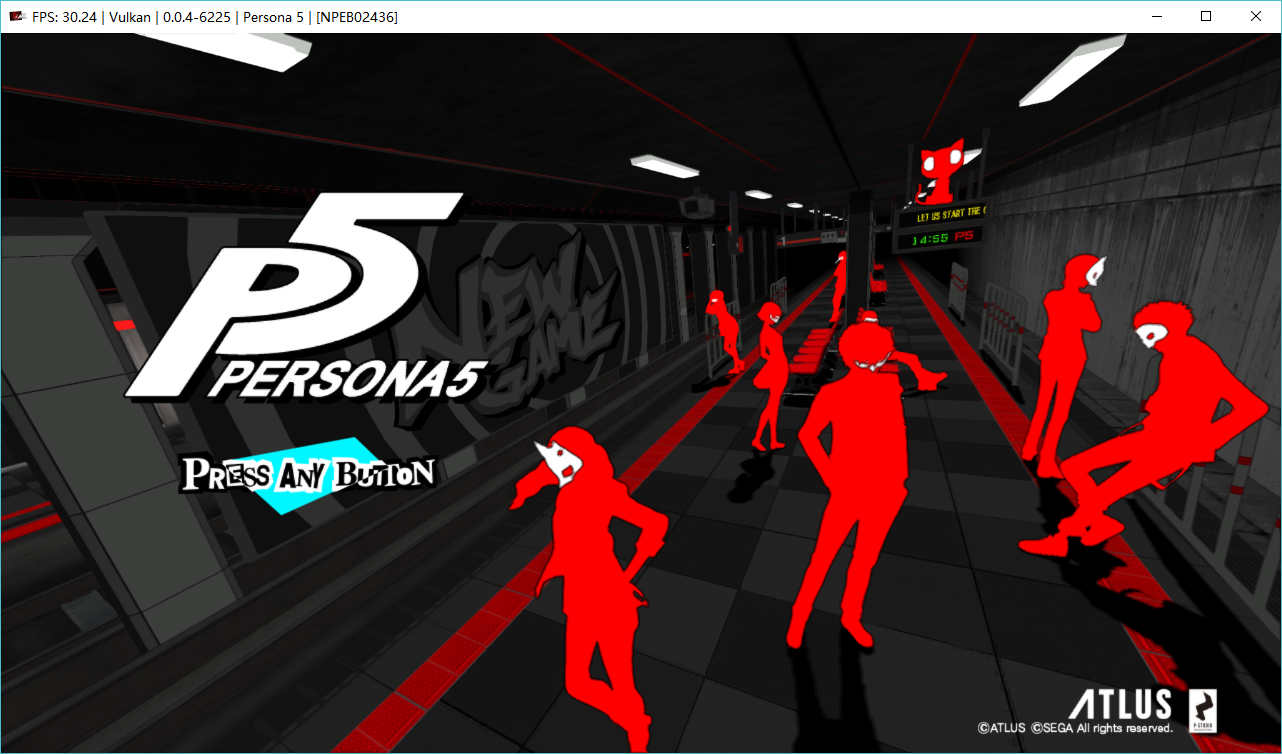 FPS: 30.24 | Vulkan | 0.0.4-6225 | Persona 5 | [NPEB02436]
LET US START THE
14:55 P5
P5
NEW
GAME
PERSONA5
PRESS ANY BUTTON
ATLUS
P-STUDIO
©ATLUS ©SEGA All rights reserved.